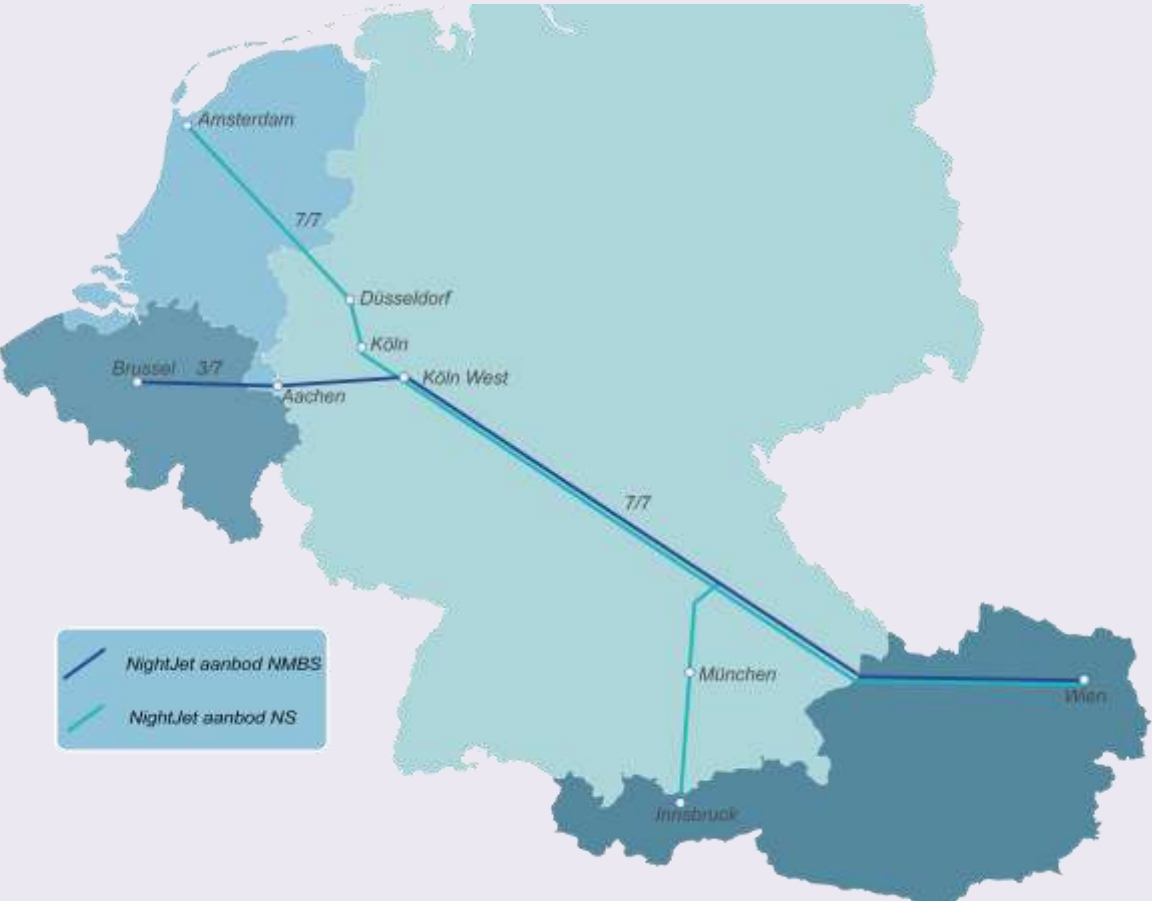 Amsterdam
7/7
Düsseldorf
Köln
Brussel 3/7
Köln West
Aachen
7/7
NightJet aanbod NMBS
München
Wien
NightJet aanbod NS
Innsbruck